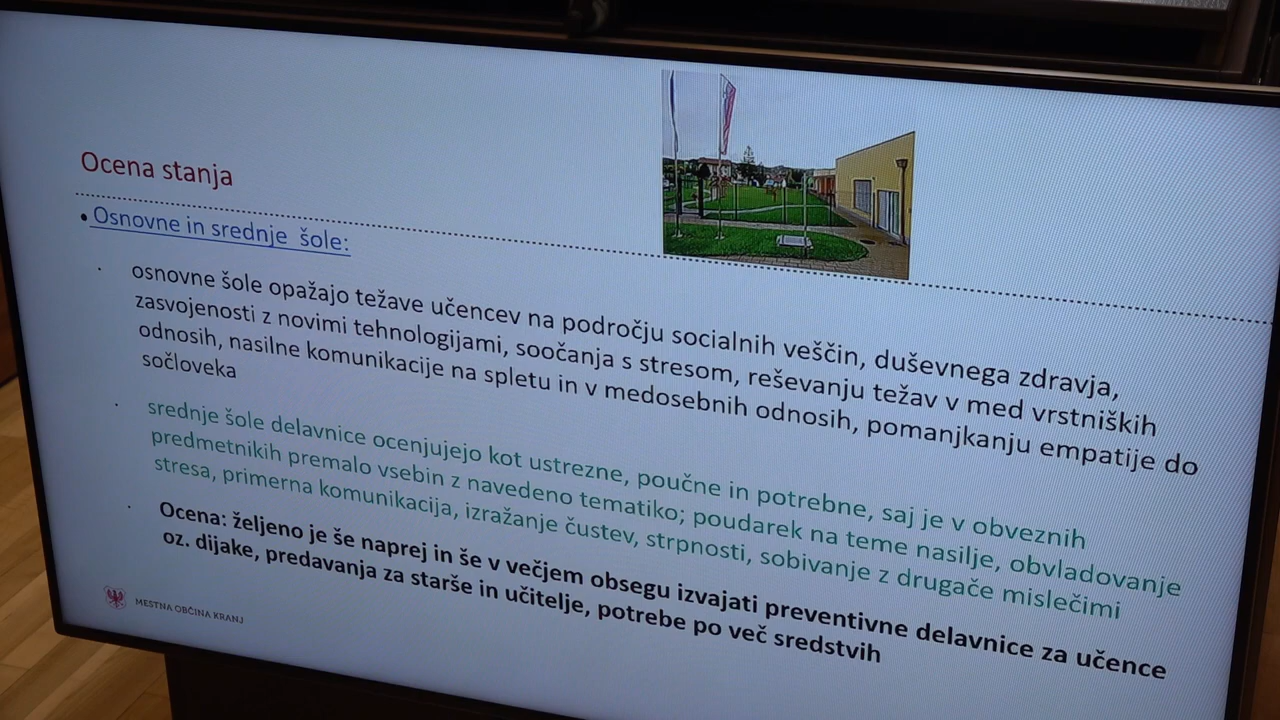 Ocena stanja
• Osnovne in srednje šole:
· osnovne šole opažajo težave učencev na področju socialnih veščin, duševnega zdravja,
zasvojenosti z novimi tehnologijami, soočanja s stresom, reševanju težav v med vrstniških
odnosih, nasilne komunikacije na spletu in v medosebnih odnosih, pomanjkanju empatije do
sočloveka
· srednje šole delavnice ocenjujejo kot ustrezne, poučne in potrebne, saj je v obveznih
predmetnikih premalo vsebin z navedeno tematiko; poudarek na teme nasilje, obvladovanje
stresa, primerna komunikacija, izražanje čustev, strpnosti, sobivanje z drugače mislečimi
· Ocena: željeno je še naprej in še v večjem obsegu izvajati preventivne delavnice za učence
oz. dijake, predavanja za starše in učitelje, potrebe po več sredstvih
MESTNA OBČINA KRANJ